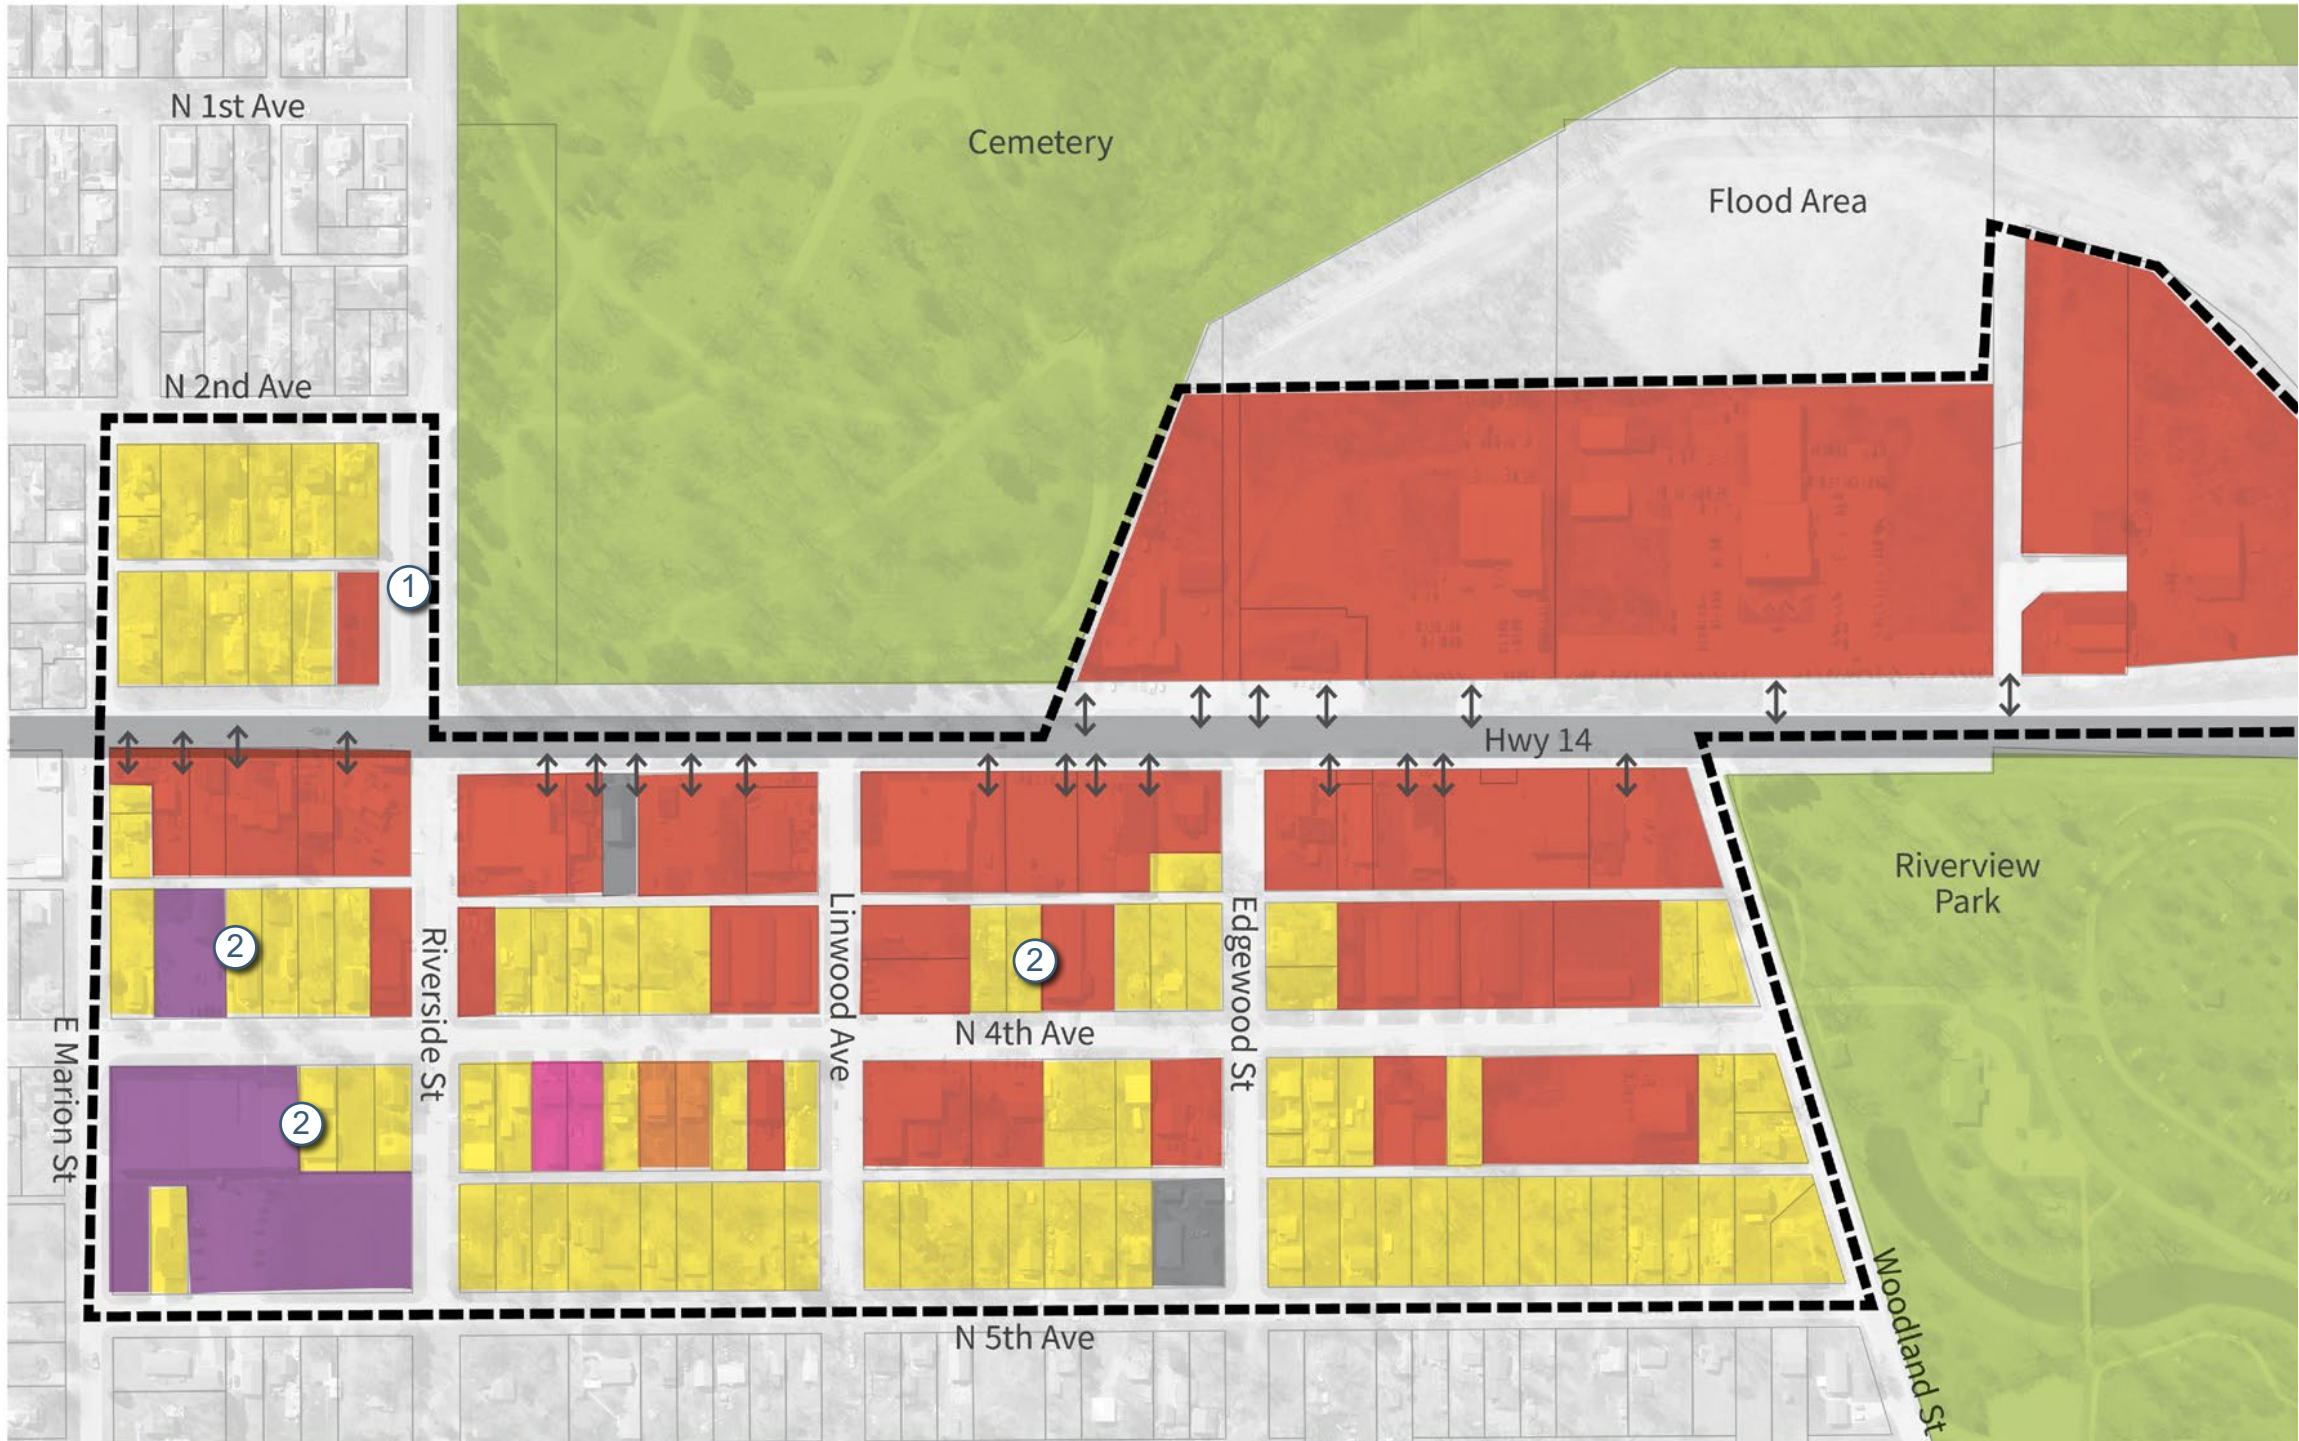 N 1st Ave
Cemetery
Flood Area
N 2nd Ave
1
Hwy 14
Riverview
Park
2
2
Linwood Ave
Edgewood St
Riverside St
E Marion St
N 4th Ave
2
Woodland St
N 5th Ave